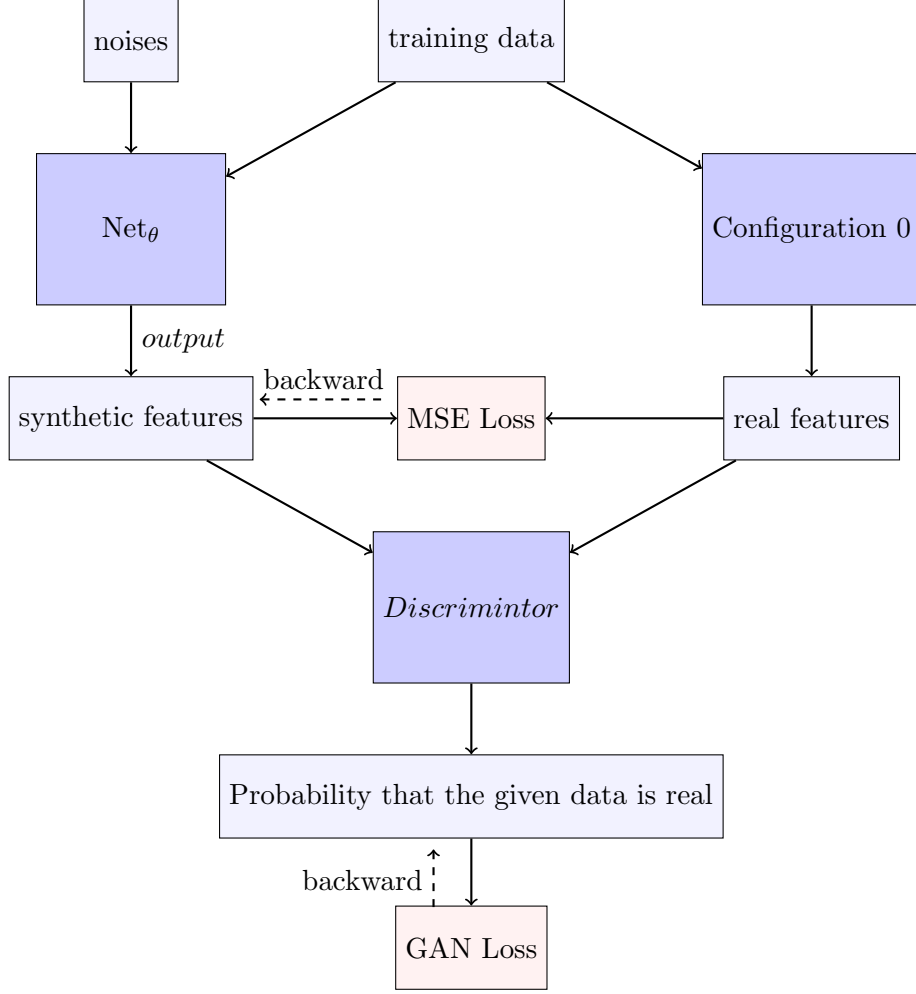 noises
training data
Net_θ
Configuration 0
output
backward
synthetic features
MSE Loss
real features
Discrimintor
Probability that the given data is real
backward
GAN Loss